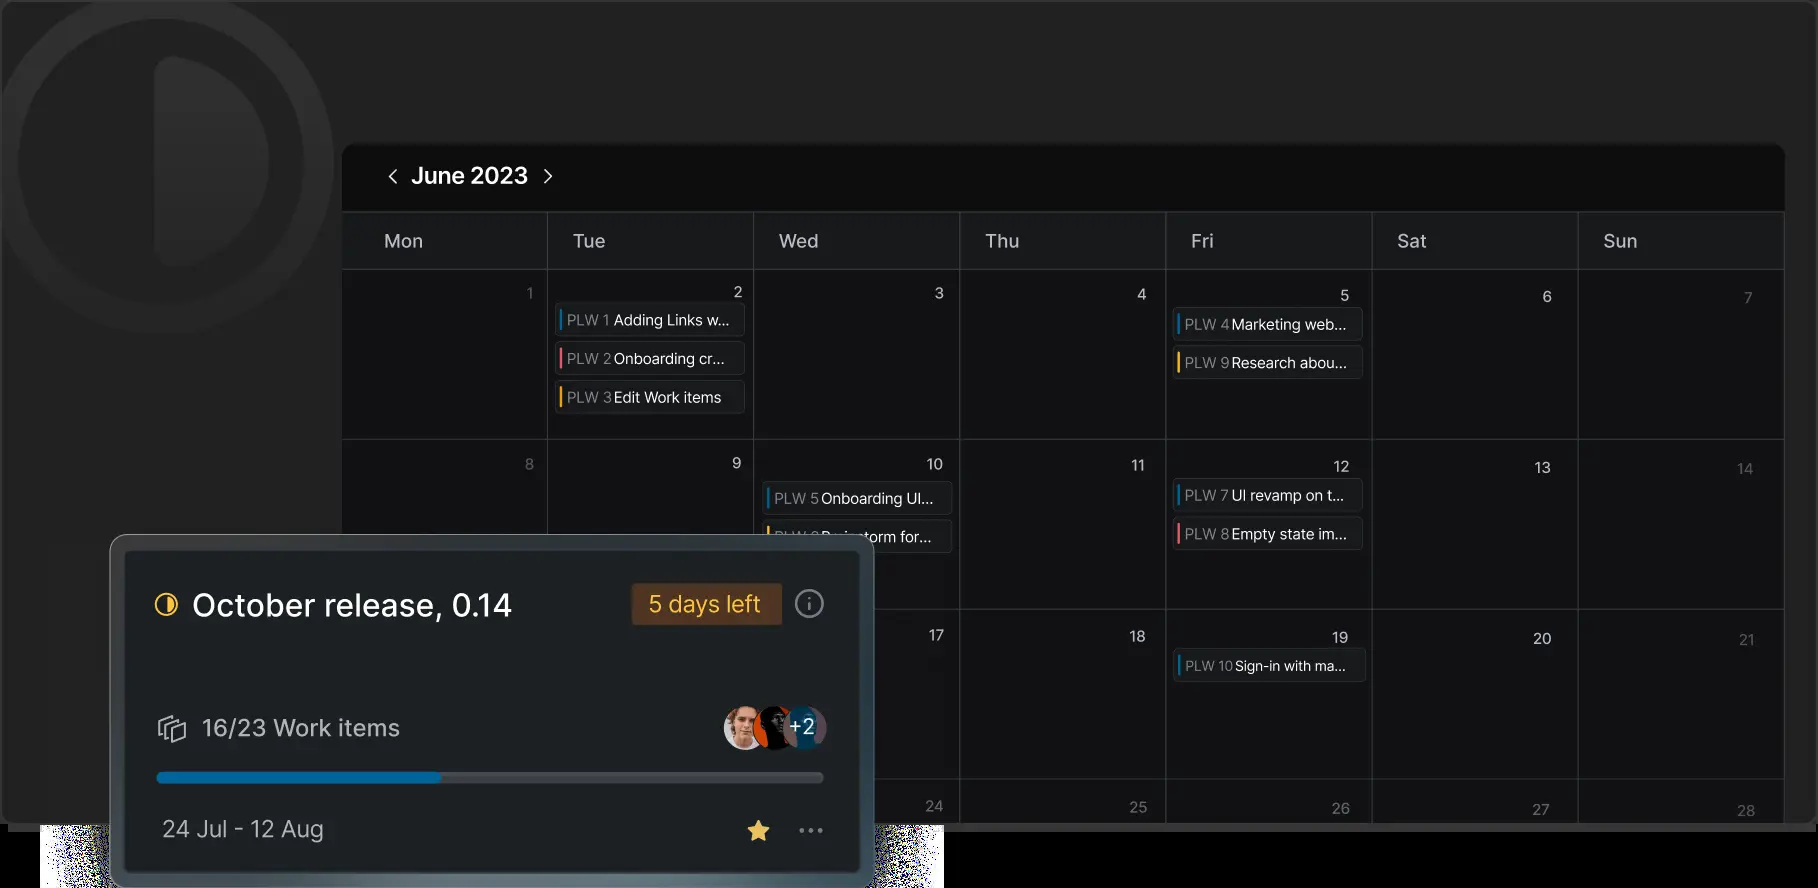 June 2023
Mon Tue Wed Thu Fri Sat Sun
1 2 3 4 5 6 7
PLW 1 Adding Links w...
PLW 2 Onboarding cr...
PLW 3 Edit Work items
PLW 4 Marketing web...
PLW 9 Research abou...
8 9 10 11 12 13 14
PLW 5 Onboarding UI...
Brainstorm for...
PLW 7 UI revamp on t...
PLW 8 Empty state im...
17 18 19 20 21
PLW 10 Sign-in with ma...
24 25 26 27 28
October release, 0.14
5 days left
16/23 Work items
+2
24 Jul - 12 Aug